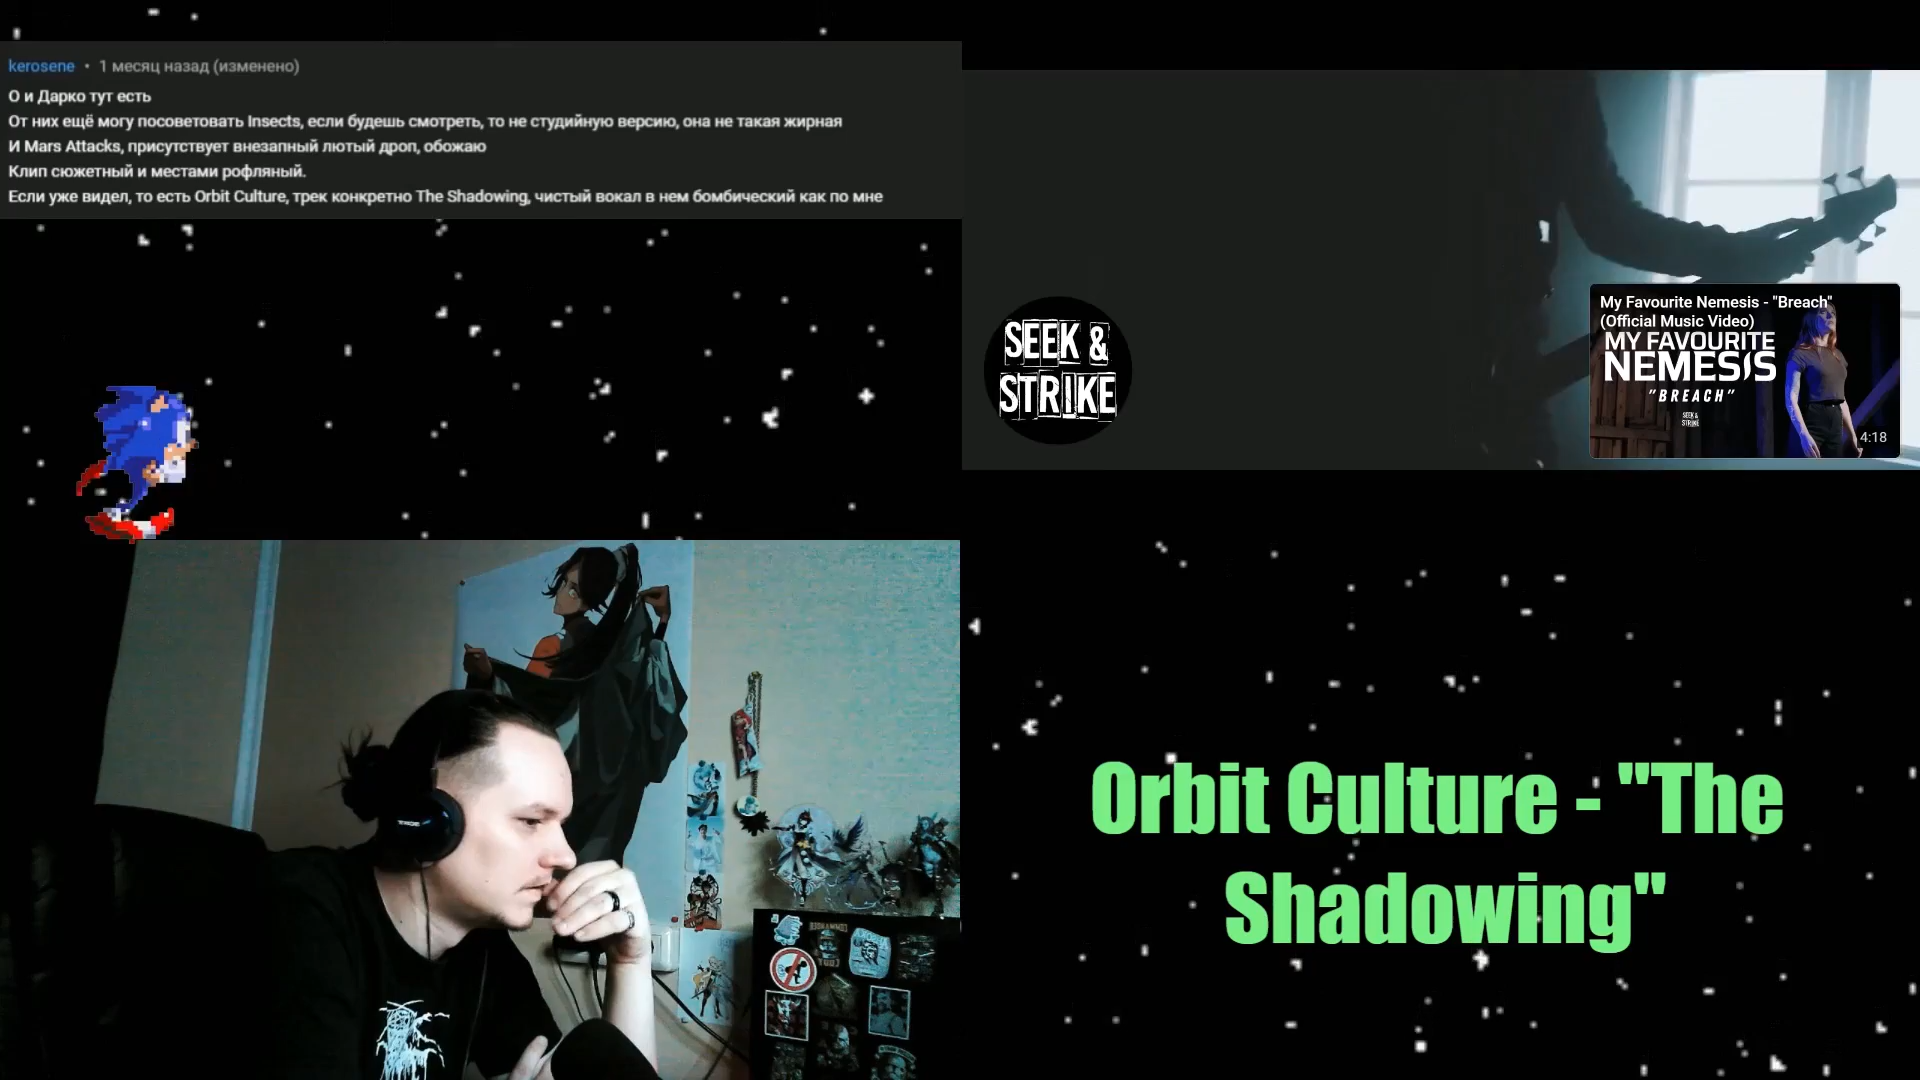 kerosene • 1 месяц назад (изменено)
О и Дарко тут есть
От них ещё могу посоветовать Insects, если будешь смотреть, то не студийную версию, она не такая жирная
И Mars Attacks, присутствует внезапный лютый дроп, обожаю
Клип сюжетный и местами рофляный.
Если уже видел, то есть Orbit Culture, трек конкретно The Shadowing, чистый вокал в нем бомбический как по мне
SEEK &
STRIKE
My Favourite Nemesis - "Breach"
(Official Music Video)
MY FAVOURITE
NEMESIS
"BREACH"
SEEK &
STRIKE
4:18
Orbit Culture - "The
Shadowing"